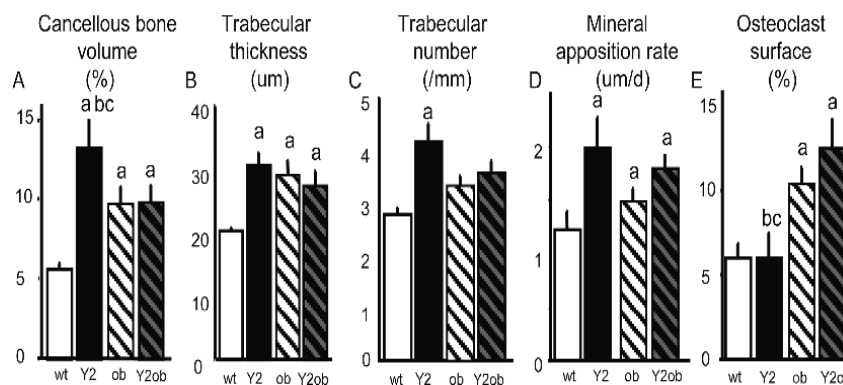 Cancellous bone
volume
(%)
A
15
10
5
0
a bc
a
a
wt
Y2
ob
Y2ob
Trabecular
thickness
(um)
B
40
30
20
30
0
a
a
a
wt
Y2
ob
Y2ob
Trabecular
number
(/mm)
C
5
4
3
2
1
0
a
wt
Y2
ob
Y2ob
Mineral
apposition rate
(um/d)
D
2
1
0
a
a
a
wt
Y2
ob
Y2ob
Osteoclast
surface
(%)
E
15
10
5
0
bc
a
a
wt
Y2
ob
Y2ob